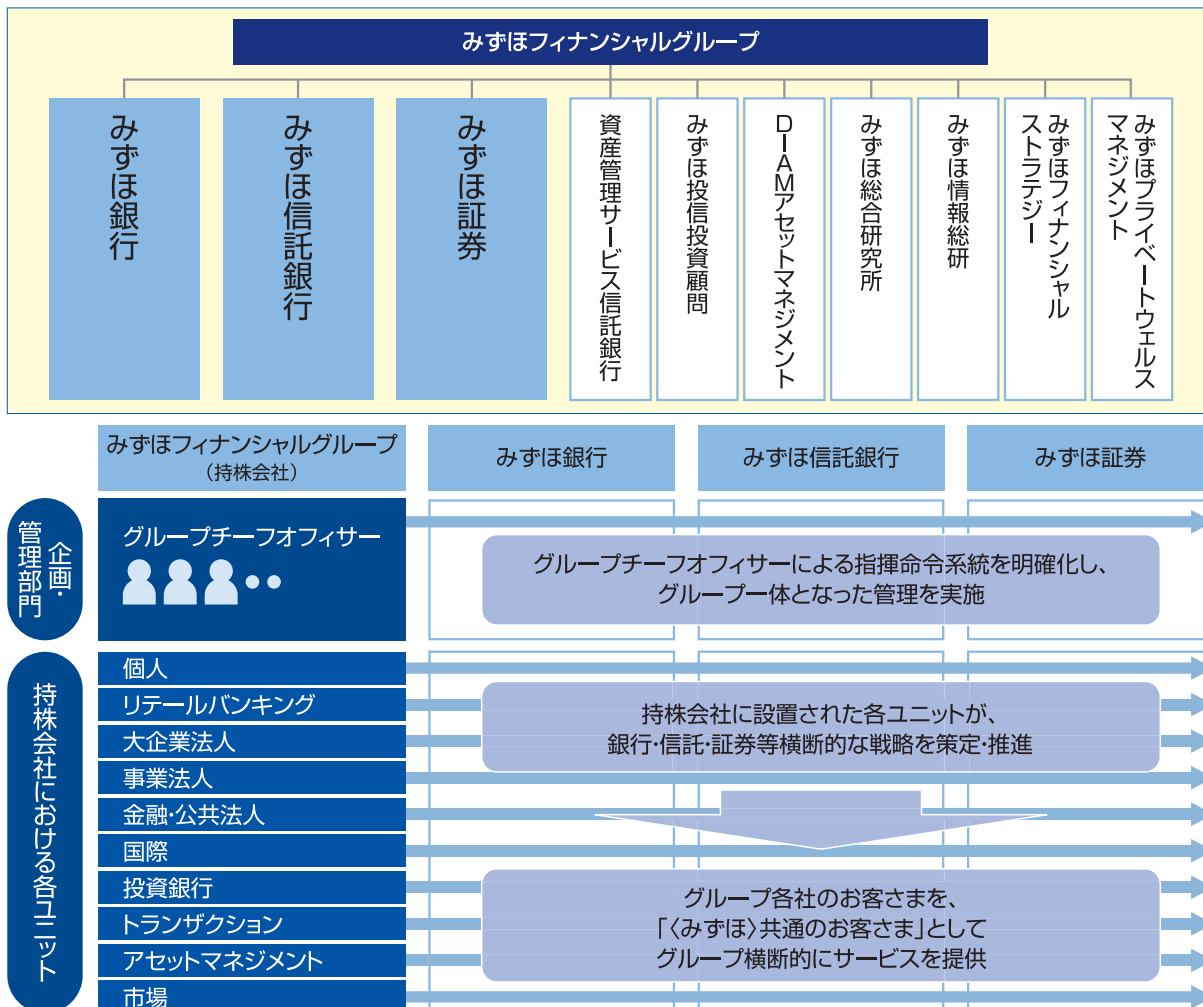 みずほフィナンシャルグループ
みずほ銀行
みずほ信託銀行
みずほ証券
資産管理サービス信託銀行
みずほ投信投資顧問
DIAMアセットマネジメント
みずほ総合研究所
みずほ情報総研
みずほフィナンシャル
ストラテジー
みずほプライベートウェルス
マネジメント
みずほフィナンシャルグループ
（持株会社）
みずほ銀行
みずほ信託銀行
みずほ証券
企画・
管理部門
グループチーフオフィサー
グループチーフオフィサーによる指揮命令系統を明確化し、
グループ一体となった管理を実施
持株会社における各ユニット
個人
リテールバンキング
大企業法人
事業法人
金融・公共法人
国際
投資銀行
トランザクション
アセットマネジメント
市場
持株会社に設置された各ユニットが、
銀行・信託・証券等横断的な戦略を策定・推進
グループ各社のお客さまを、
「〈みずほ〉共通のお客さま」として
グループ横断的にサービスを提供